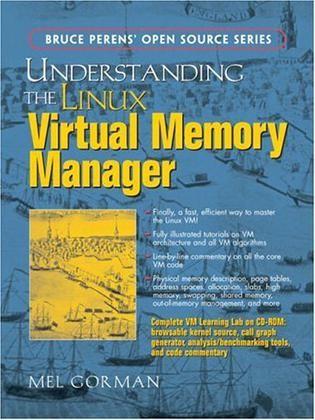 BRUCE PERENS' OPEN SOURCE SERIES
UNDERSTANDING
THE LINUX
Virtual Memory
Manager
Finally, a fast, efficient way to master
the Linux VM!
Fully illustrated tutorials on VM
architecture and all VM algorithms
Line-by-line commentary on all the core
VM code
Physical memory description, page tables,
address spaces, allocation, slabs, high
memory, swapping, shared memory,
out-of-memory management, and more
Complete VM Learning Lab on CD-ROM:
browsable kernel source, call graph
generator, analysis/benchmarking tools,
and code commentary
MEL GORMAN